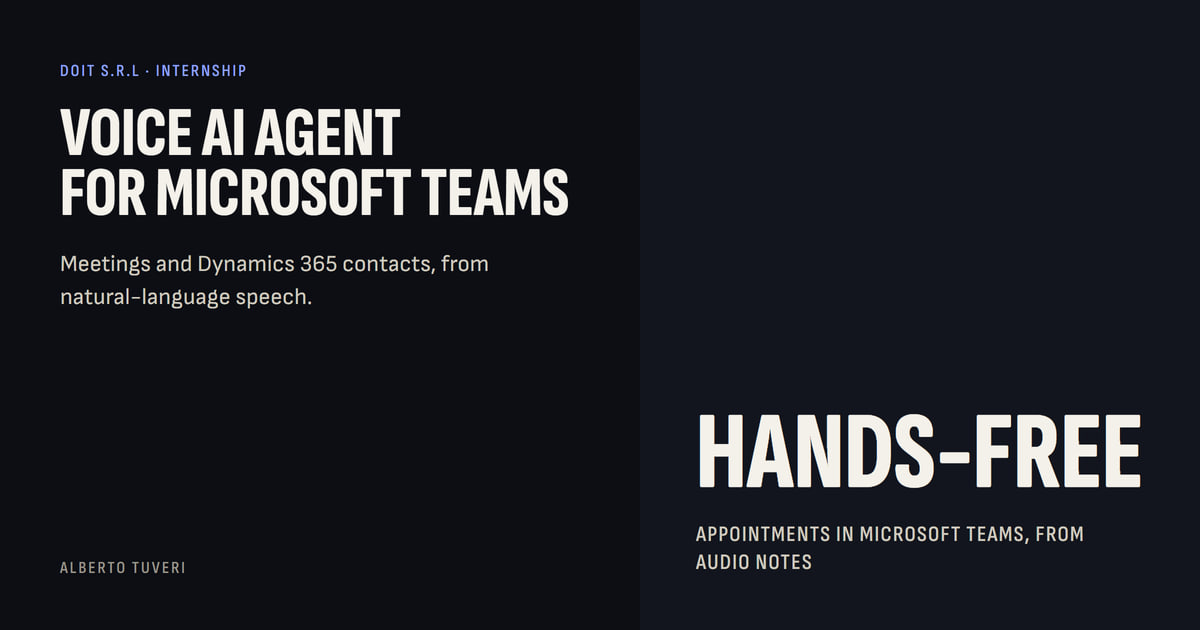 DOIT S.R.L · INTERNSHIP
VOICE AI AGENT
FOR MICROSOFT TEAMS
Meetings and Dynamics 365 contacts, from
natural-language speech.
ALBERTO TUVERI
HANDS-FREE
APPOINTMENTS IN MICROSOFT TEAMS, FROM
AUDIO NOTES